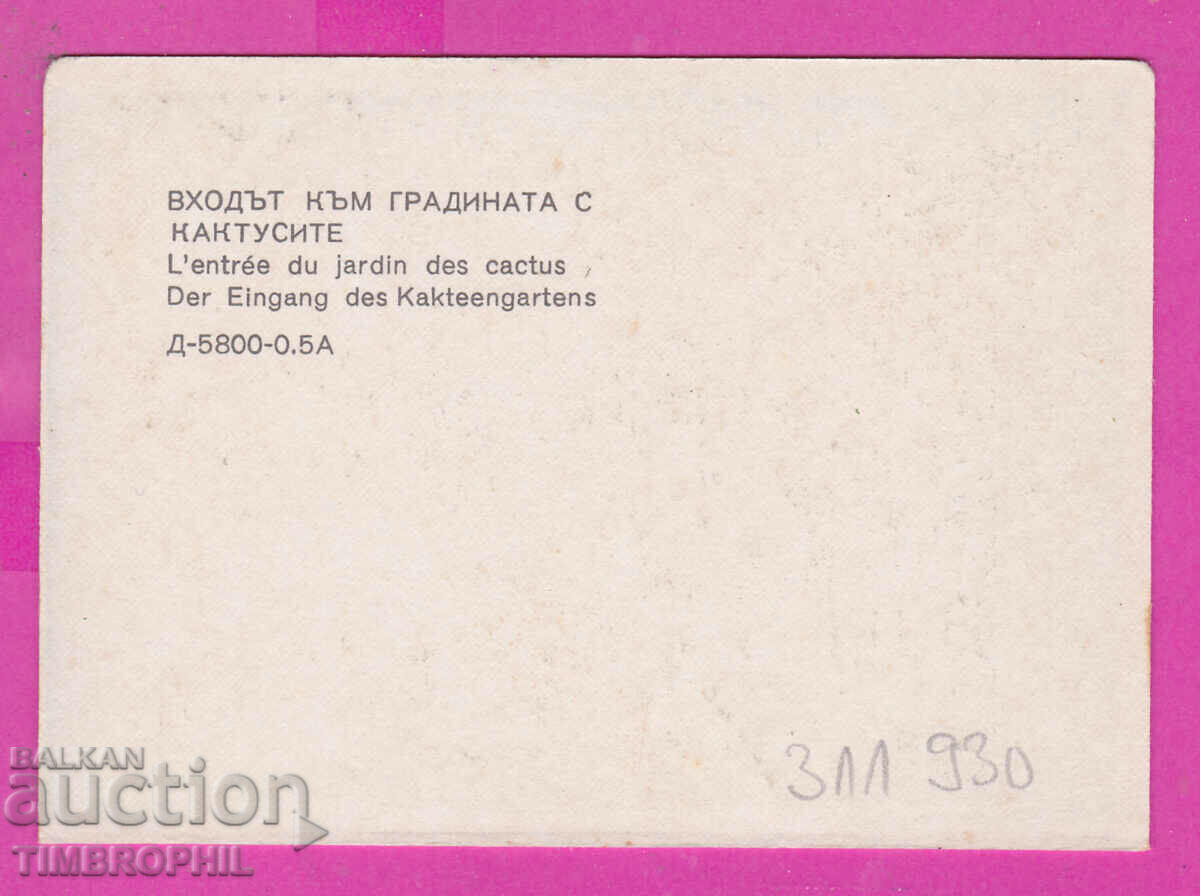 ВХОДЪТ КЪМ ГРАДИНАТА С
КАКТУСИТЕ
L'entrée du jardin des cactus
Der Eingang des Kakteengartens
Д-5800-0.5А
311 930
BALKAN
auction
TIMBROPHIL